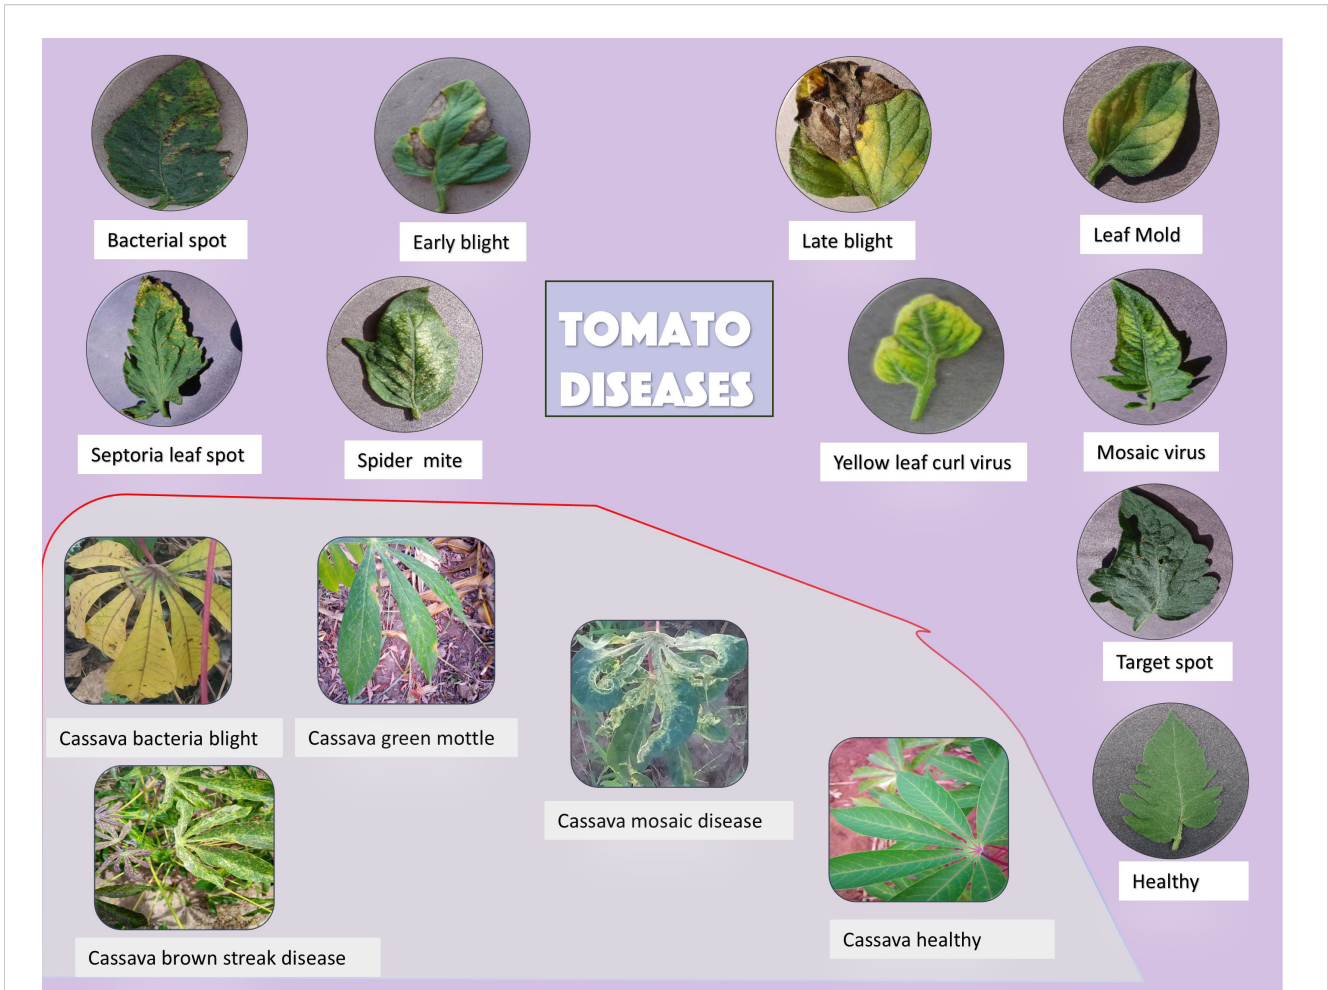 Bacterial spot
Early blight
Late blight
Leaf Mold
TOMATO
DISEASES
Septoria leaf spot
Spider mite
Yellow leaf curl virus
Mosaic virus
Target spot
Cassava bacteria blight
Cassava green mottle
Cassava mosaic disease
Healthy
Cassava brown streak disease
Cassava healthy